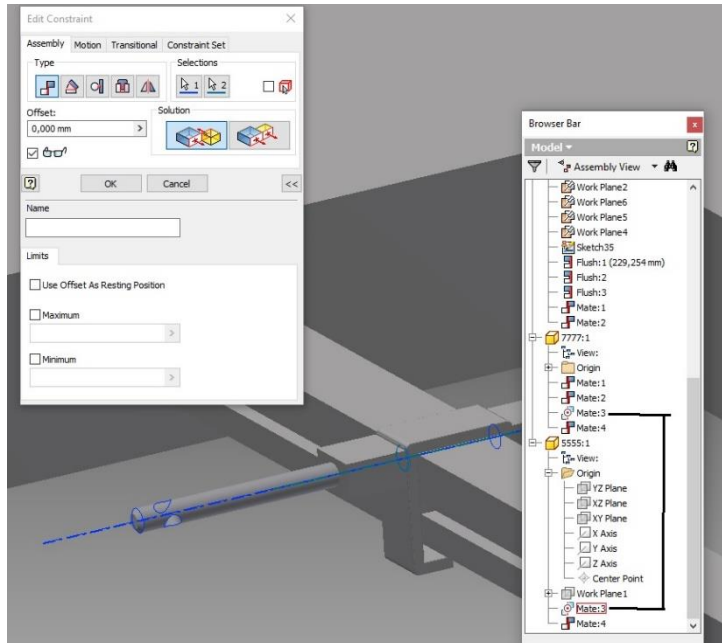 Edit Constraint
Assembly Motion Transitional Constraint Set
Type
Selections
1 2
Offset:
Solution
0,000 mm
OK Cancel <<
Name
Limits
Use Offset As Resting Position
Maximum
Minimum
Browser Bar
Model
Assembly View
Work Plane2
Work Plane6
Work Plane5
Work Plane4
Sketch35
Flush:1 (229,254 mm)
Flush:2
Flush:3
Mate:1
Mate:2
7777:1
View:
Origin
Mate:1
Mate:2
Mate:3
Mate:4
5555:1
View:
Origin
YZ Plane
XZ Plane
XY Plane
X Axis
Y Axis
Z Axis
Center Point
Work Plane1
Mate:3
Mate:4